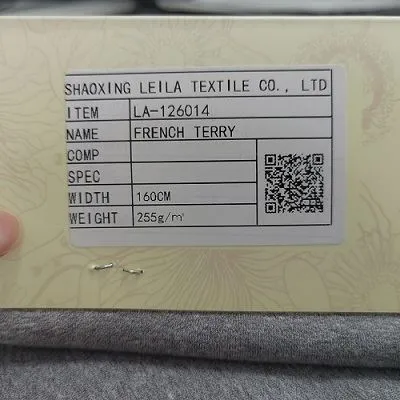 SHAOXING LEILA TEXTILE CO., LTD
ITEM LA-126014
NAME FRENCH TERRY
COMP
SPEC
WIDTH 160CM
WEIGHT 255g/㎡